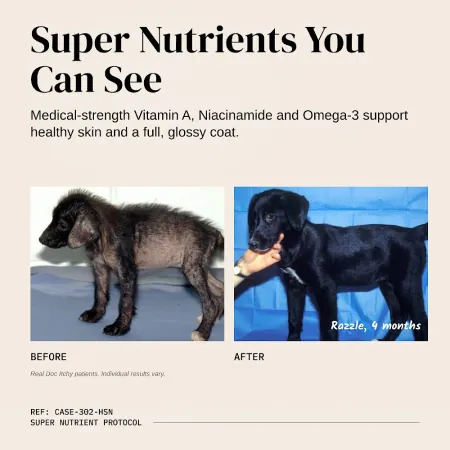 Super Nutrients You
Can See
Medical-strength Vitamin A, Niacinamide and Omega-3 support
healthy skin and a full, glossy coat.
Razzle, 4 months
BEFORE
AFTER
Real Doc Itchy patients. Individual results vary.
REF: CASE-302-HSN
SUPER NUTRIENT PROTOCOL